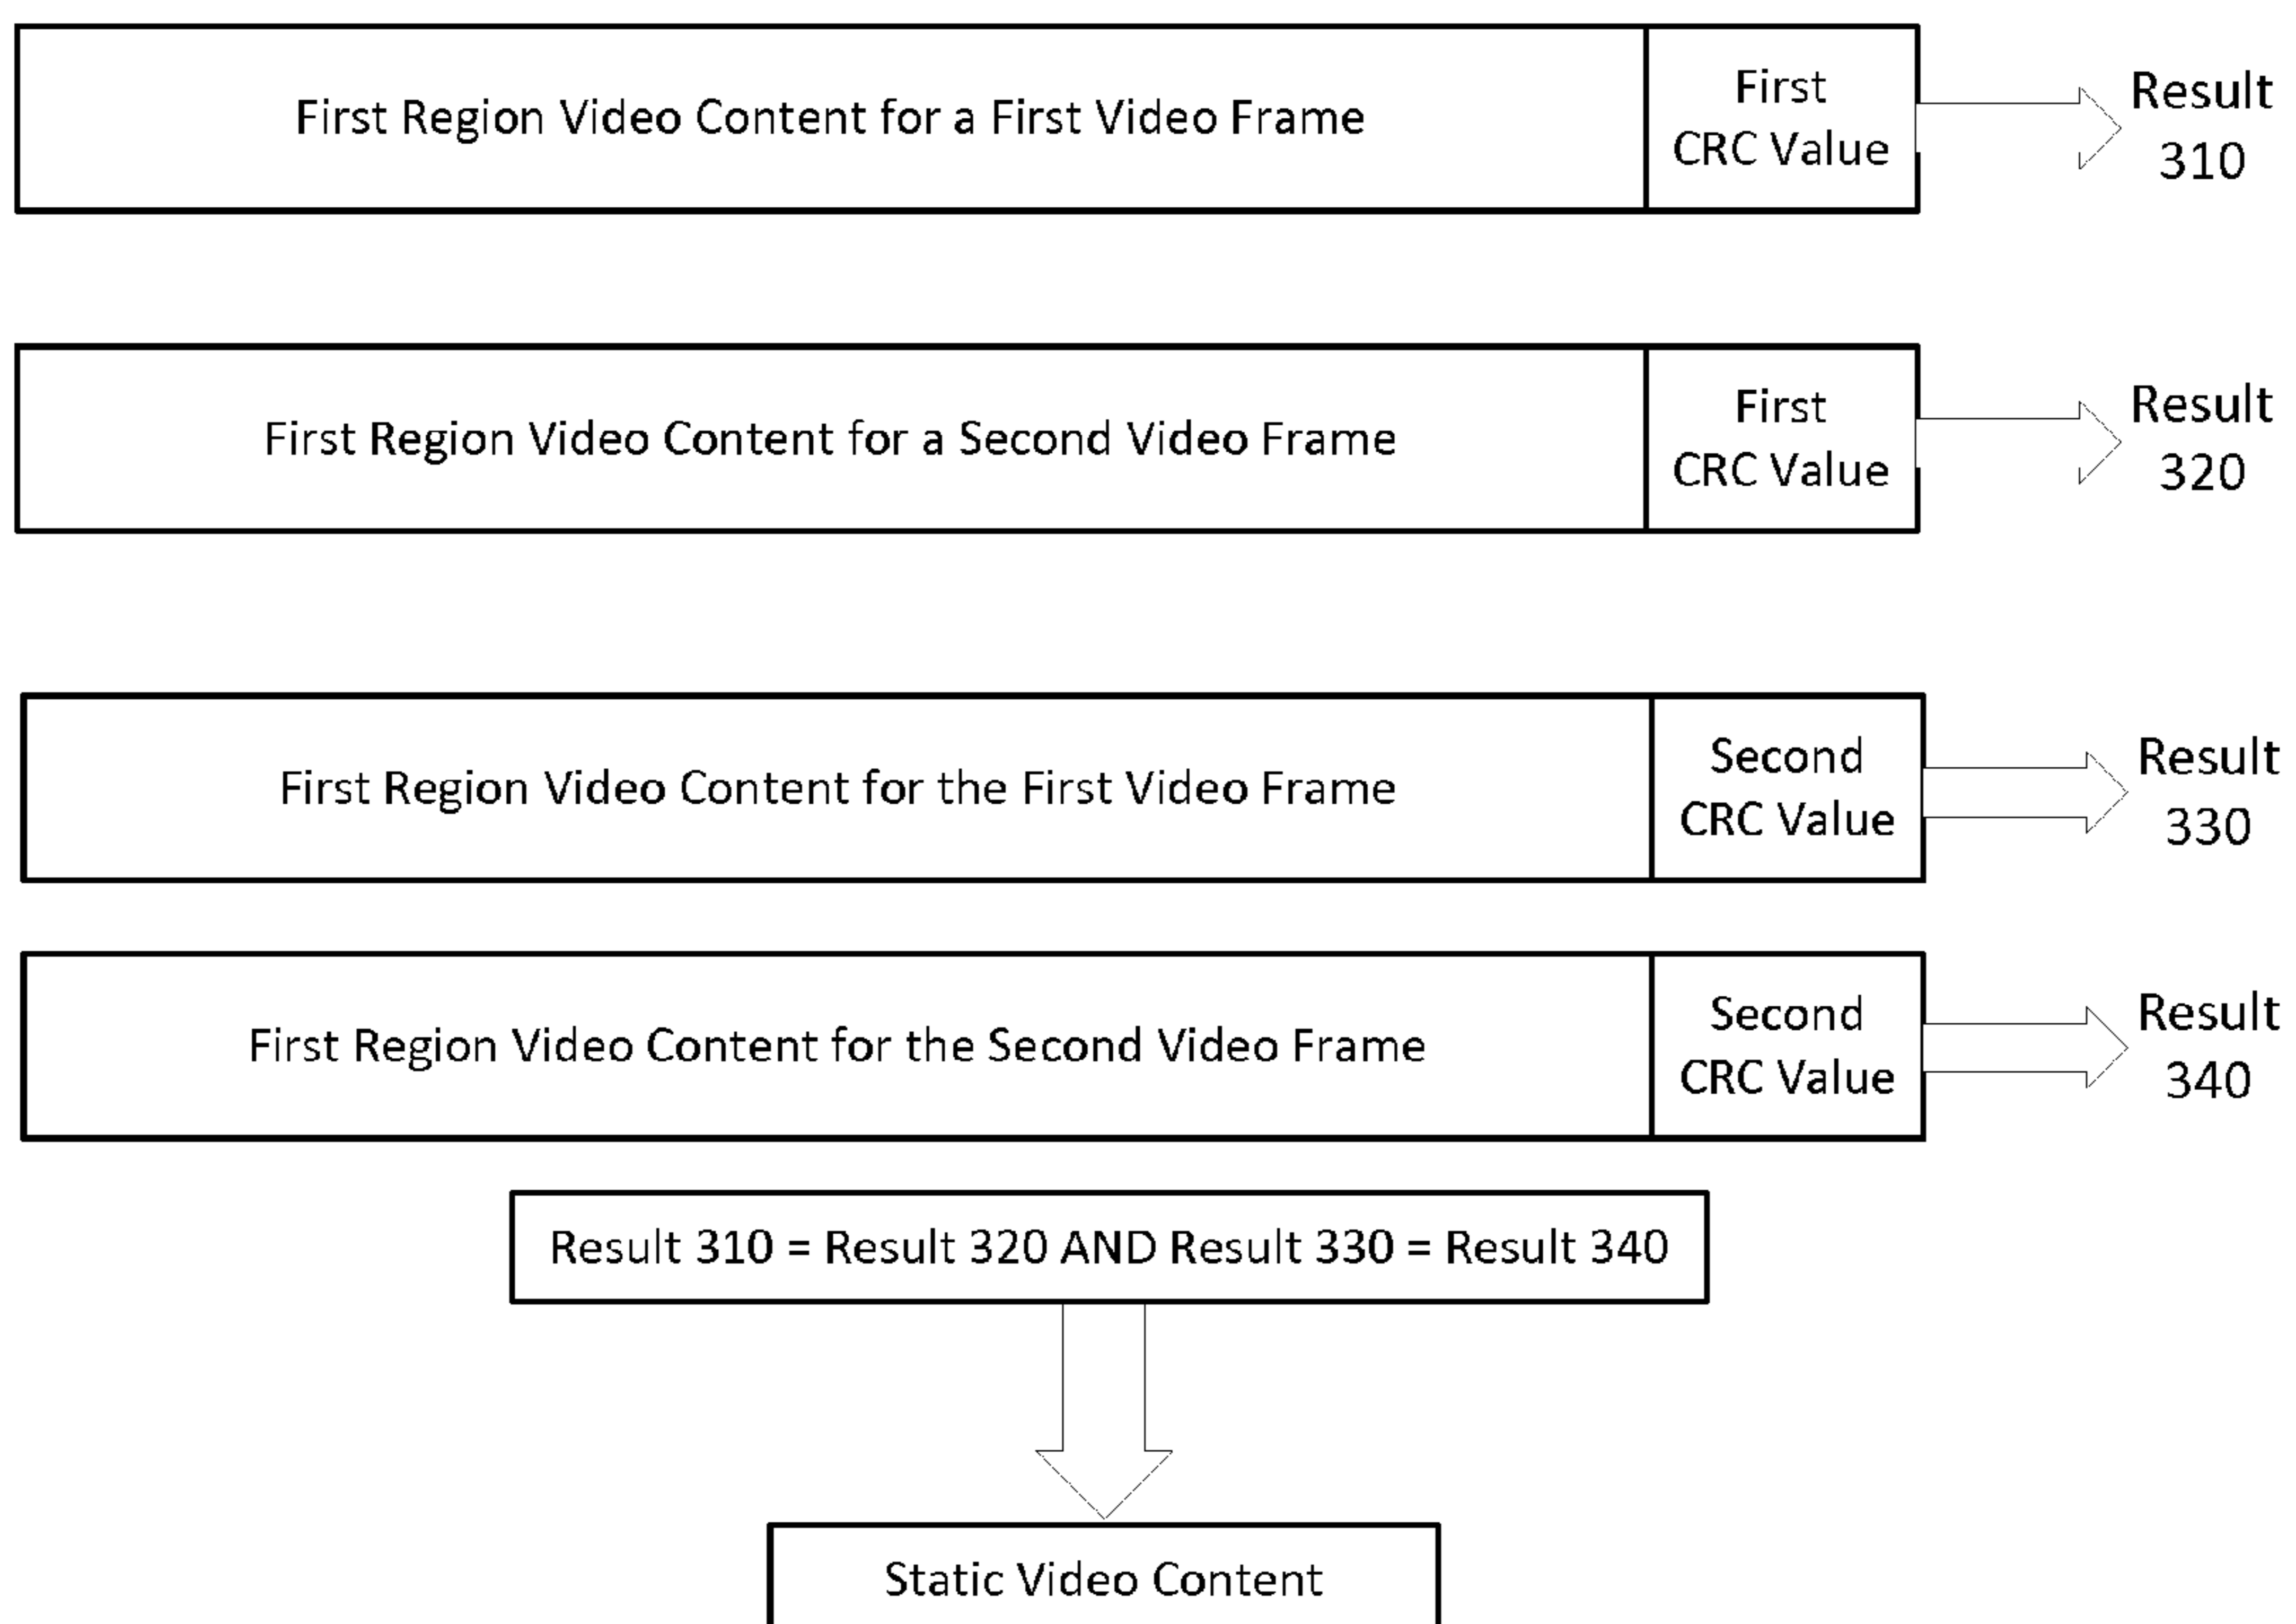 First Region Video Content for a First Video Frame
First
CRC Value
Result
310
First Region Video Content for a Second Video Frame
First
CRC Value
Result
320
First Region Video Content for the First Video Frame
Second
CRC Value
Result
330
First Region Video Content for the Second Video Frame
Second
CRC Value
Result
340
Result 310 = Result 320 AND Result 330 = Result 340
Static Video Content